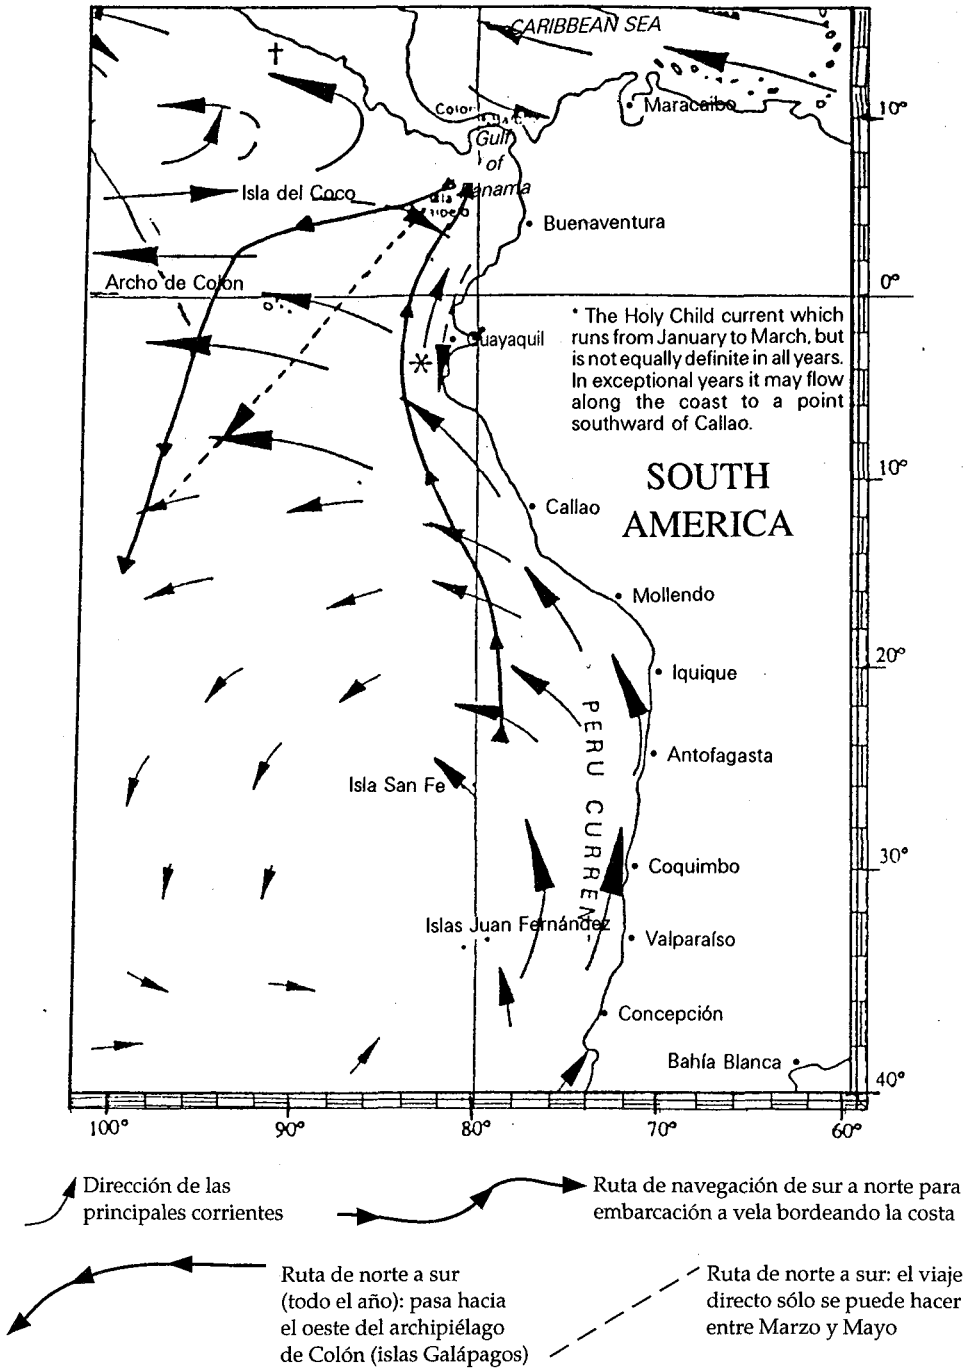 CARIBBEAN SEA
Colon
Maracaibo
10°
Gulf
of
Panama
Isla del Coco
Buenaventura
Archo de Colón
0°
Guayaquil
* The Holy Child current which
runs from January to March, but
is not equally definite in all years.
In exceptional years it may flow
along the coast to a point
southward of Callao.
SOUTH
AMERICA
10°
Callao
Mollendo
20°
Iquique
PERU CURREN
Antofagasta
Isla San Fe
30°
Coquimbo
Islas Juan Fernández
Valparaíso
Concepción
Bahía Blanca
40°
100° 90° 80° 70° 60°
Dirección de las
principales corrientes
Ruta de navegación de sur a norte para
embarcación a vela bordeando la costa
Ruta de norte a sur
(todo el año): pasa hacia
el oeste del archipiélago
de Colón (islas Galápagos)
Ruta de norte a sur: el viaje
directo sólo se puede hacer
entre Marzo y Mayo